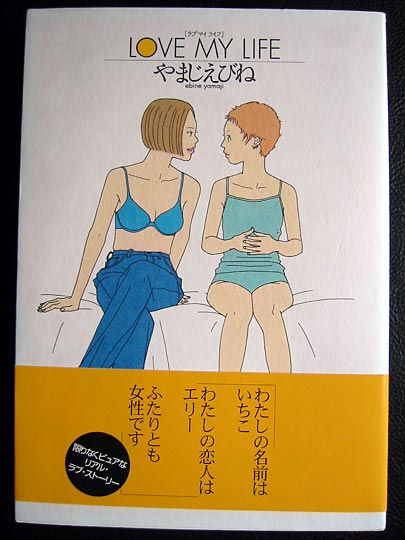 [ラブ マイ ライフ]
LOVE MY LIFE
やまじえびね
ebine yamaji
「わたしの名前は
いちこ
わたしの恋人は
エリー
ふたりとも
女性です」
限りなくピュアな
リアル・
ラブ・ストーリー